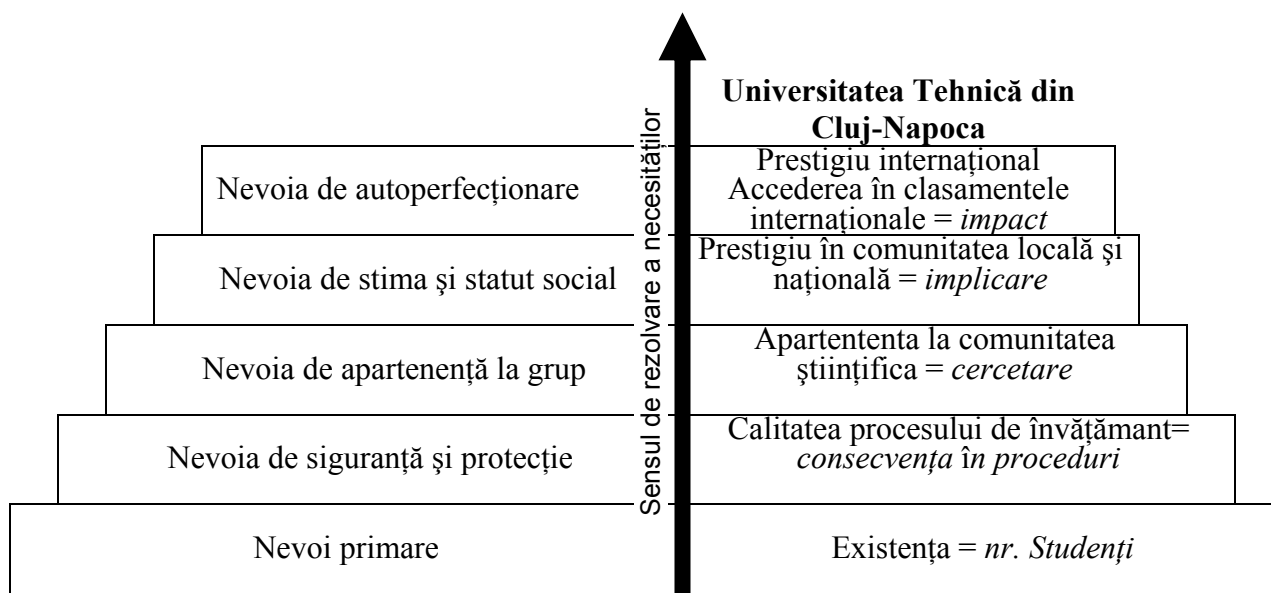 Universitatea Tehnică din
Cluj-Napoca
Nevoia de autoperfecționare
Prestigiu internațional
Accederea în clasamentele
internaționale = impact
Nevoia de stima şi statut social
Prestigiu în comunitatea locală şi
națională = implicare
Nevoia de apartenență la grup
Apartententa la comunitatea
ştiințifica = cercetare
Nevoia de siguranță şi protecție
Calitatea procesului de învățămant=
consecvența în proceduri
Nevoi primare
Existența = nr. Studenți
Sensul de rezolvare a necesităților